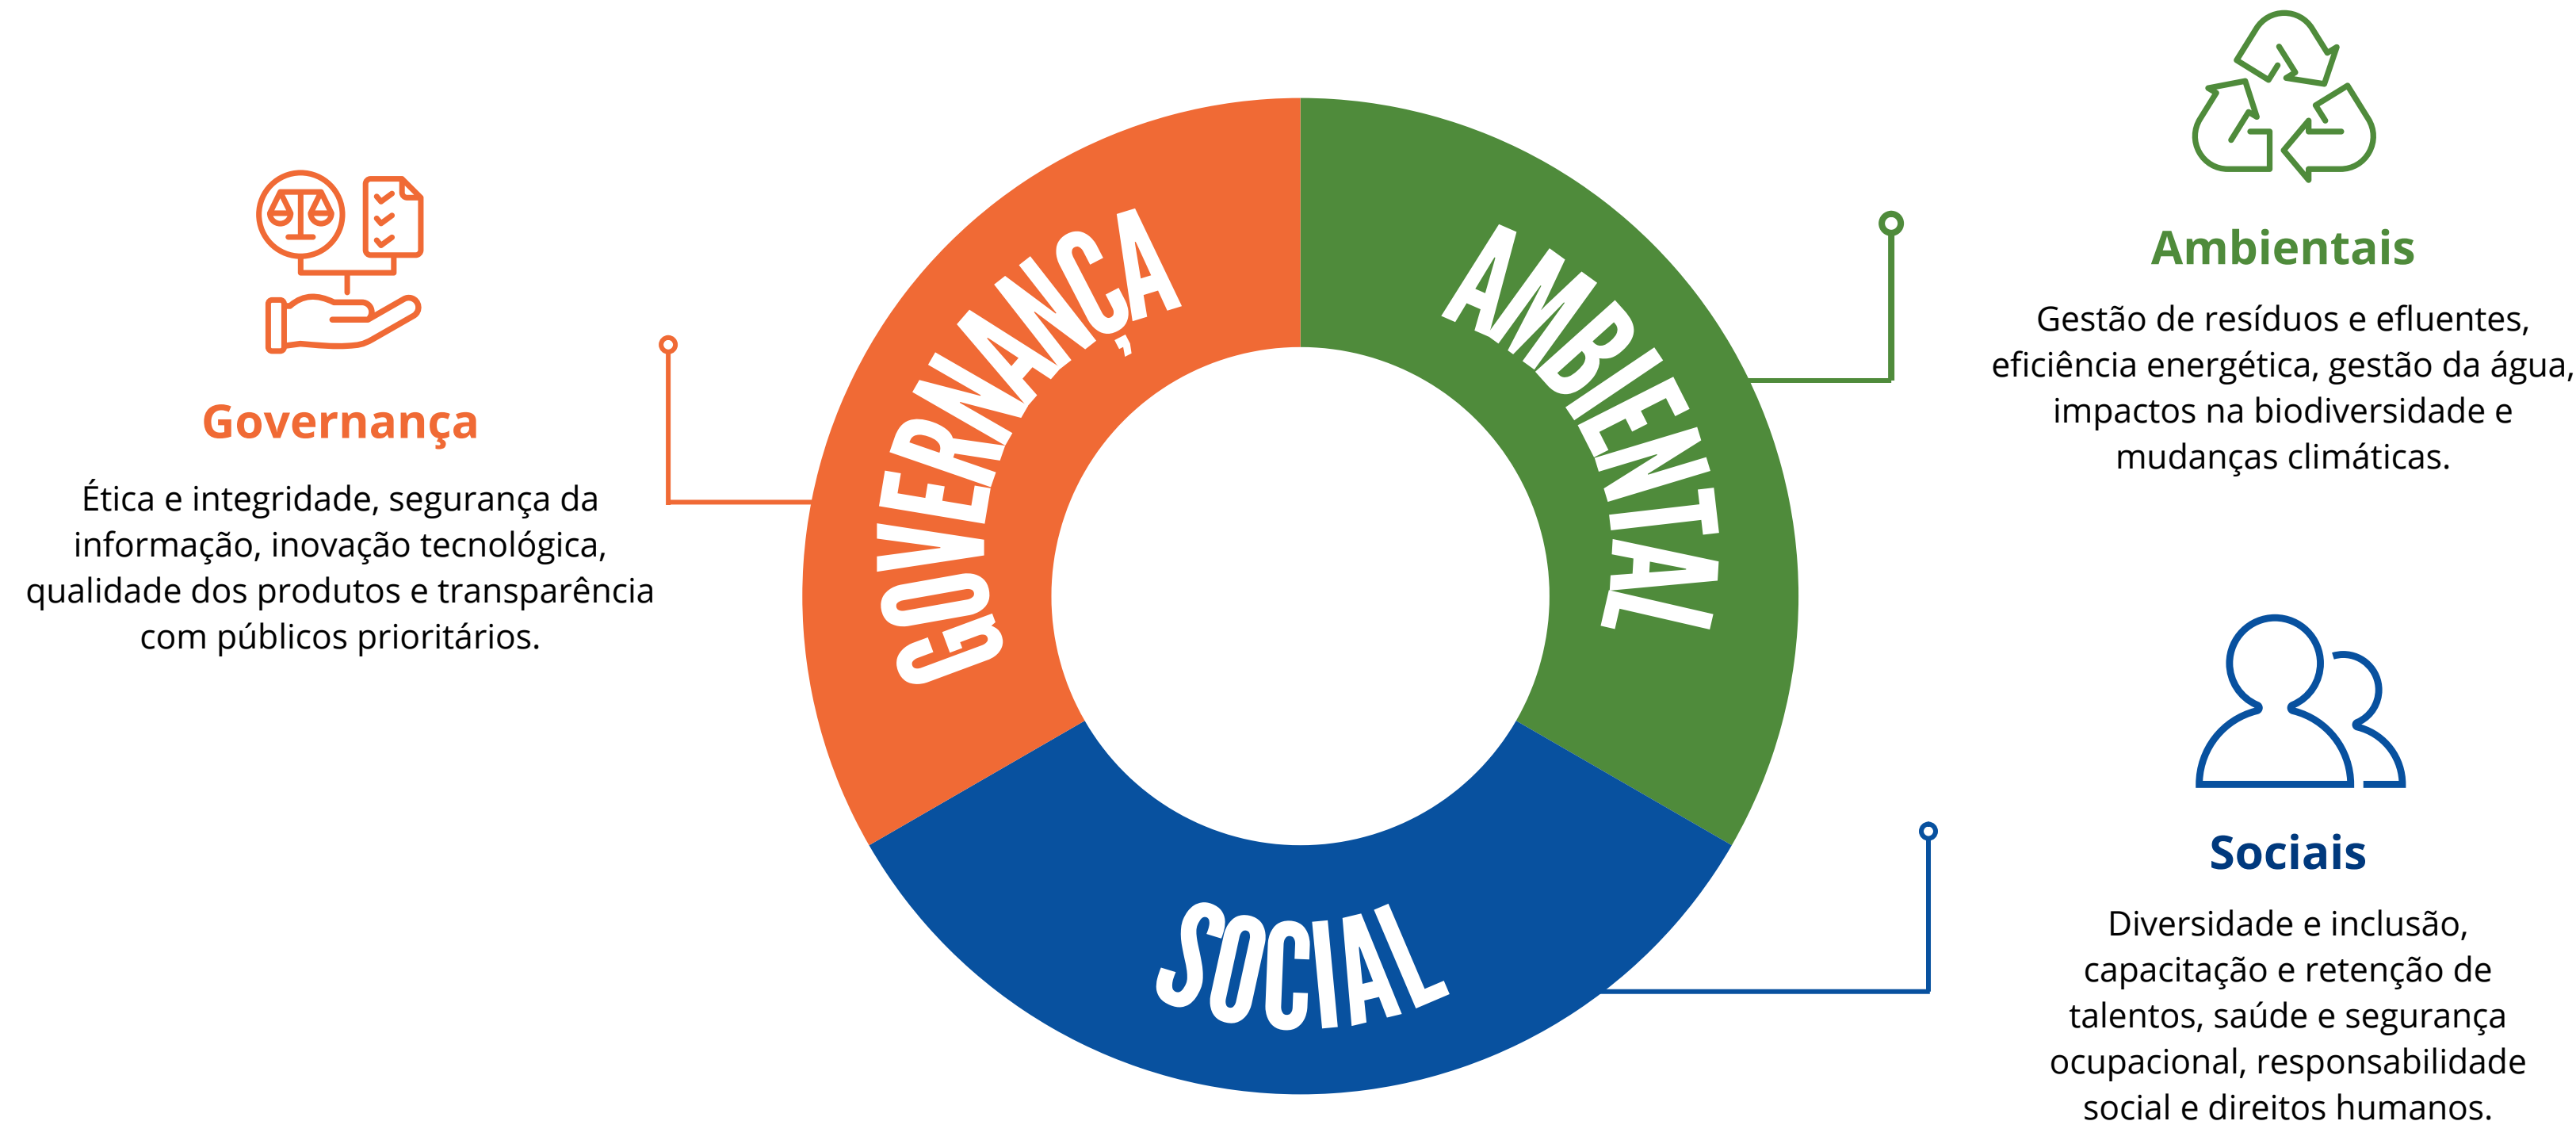 GOVERNANÇA
AMBIENTAL
SOCIAL
Governança
Ética e integridade, segurança da
informação, inovação tecnológica,
qualidade dos produtos e transparência
com públicos prioritários.
Ambientais
Gestão de resíduos e efluentes,
eficiência energética, gestão da água,
impactos na biodiversidade e
mudanças climáticas.
Sociais
Diversidade e inclusão,
capacitação e retenção de
talentos, saúde e segurança
ocupacional, responsabilidade
social e direitos humanos.